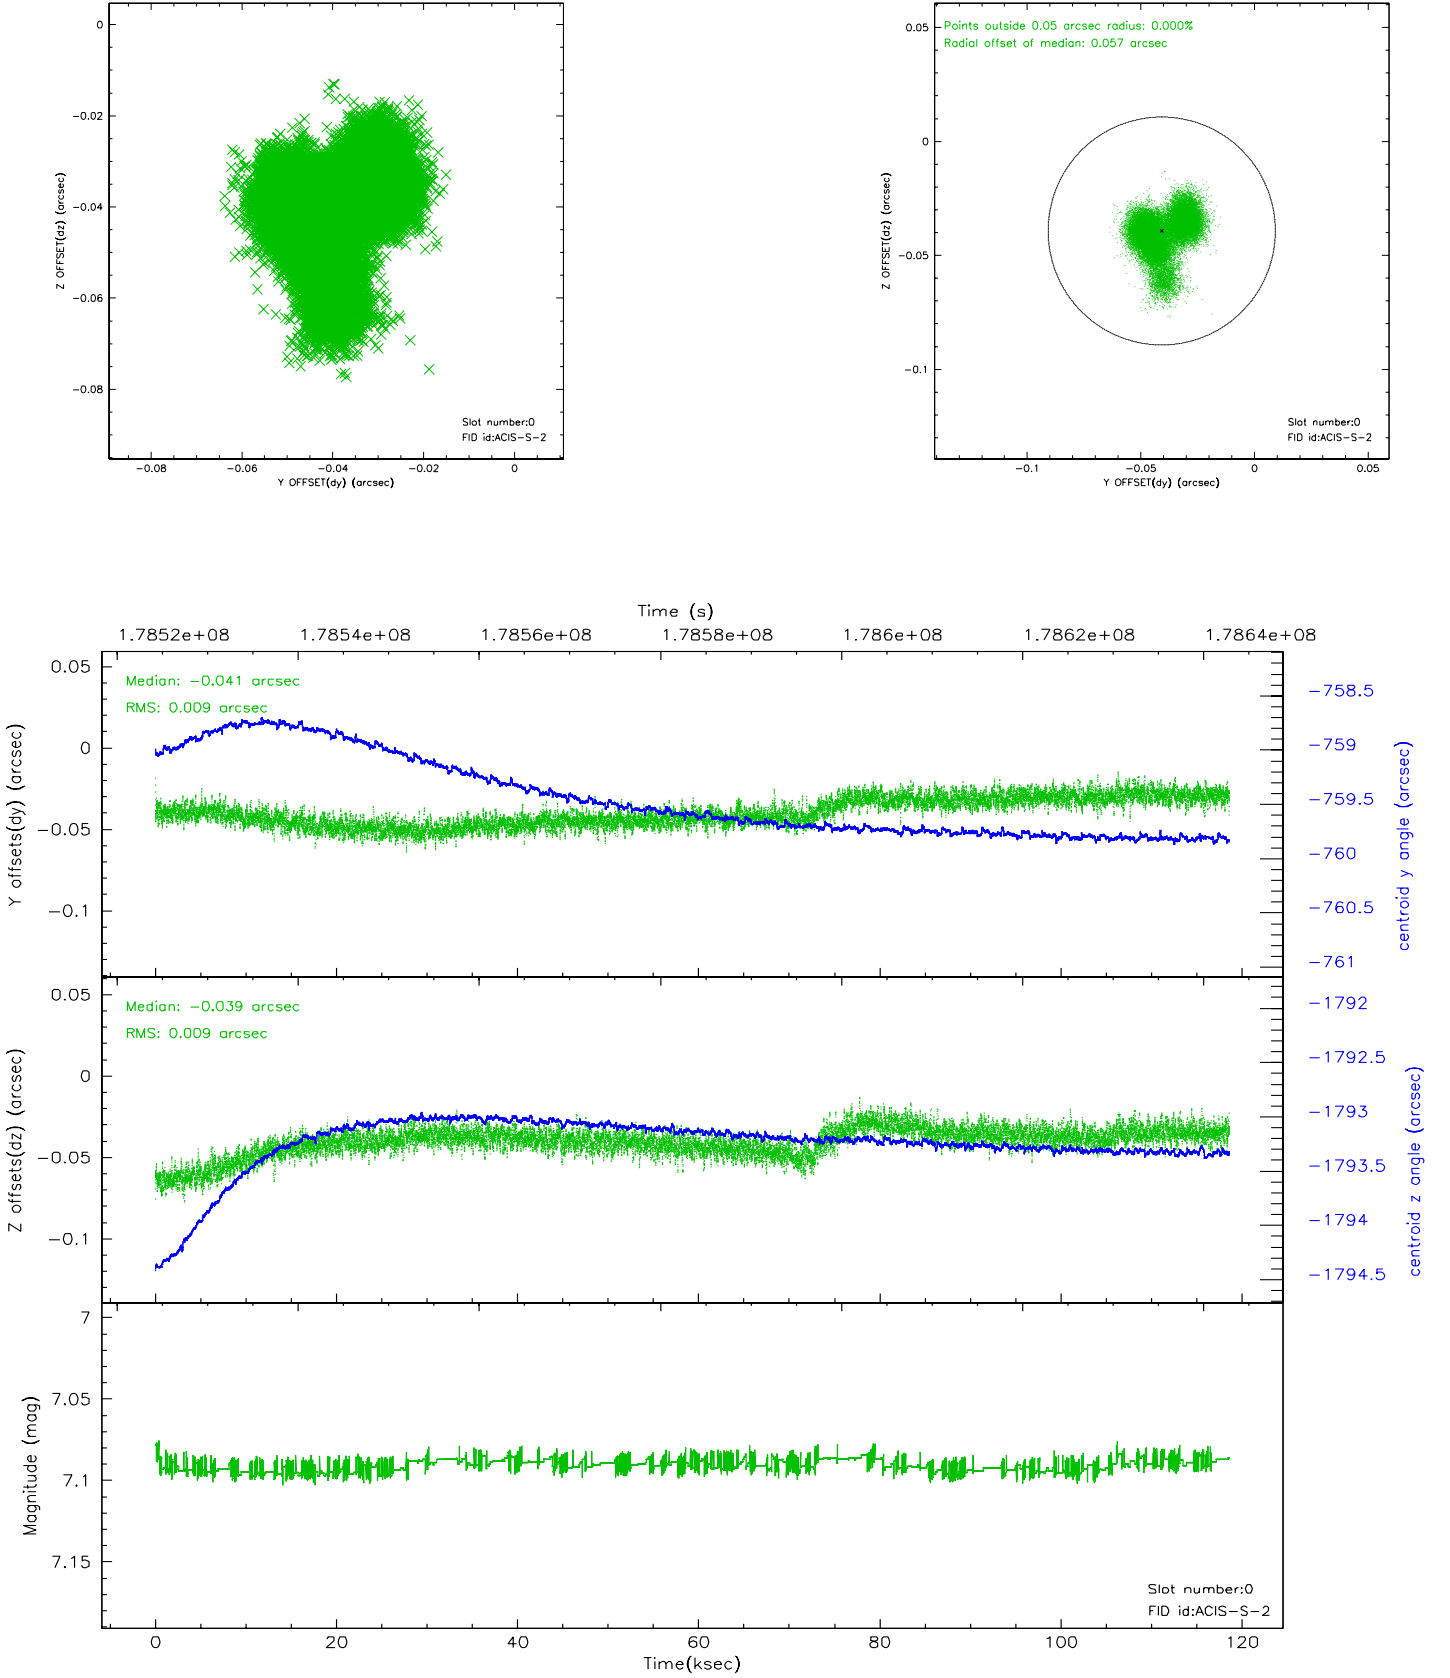 0
-0.02
-0.04
-0.06
-0.08
Z OFFSET(dz) (arcsec)
Slot number:0
FID id:ACIS-S-2
-0.08 -0.06 -0.04 -0.02 0
Y OFFSET(dy) (arcsec)
Points outside 0.05 arcsec radius: 0.000%
Radial offset of median: 0.057 arcsec
0.05
0
-0.05
-0.1
Z OFFSET(dz) (arcsec)
Slot number:0
FID id:ACIS-S-2
-0.1 -0.05 0 0.05
Y OFFSET(dy) (arcsec)
Time (s)
1.7852e+08 1.7854e+08 1.7856e+08 1.7858e+08 1.786e+08 1.7862e+08 1.7864e+08
Median: -0.041 arcsec
RMS: 0.009 arcsec
0.05
0
-0.05
-0.1
Y offsets(dy) (arcsec)
-758.5
-759
-759.5
-760
-760.5
-761
centroid y angle (arcsec)
Median: -0.039 arcsec
RMS: 0.009 arcsec
0.05
0
-0.05
-0.1
Z offsets(dz) (arcsec)
-1792
-1792.5
-1793
-1793.5
-1794
-1794.5
centroid z angle (arcsec)
7
7.05
7.1
7.15
Magnitude (mag)
Slot number:0
FID id:ACIS-S-2
0 20 40 60 80 100 120
Time(ksec)